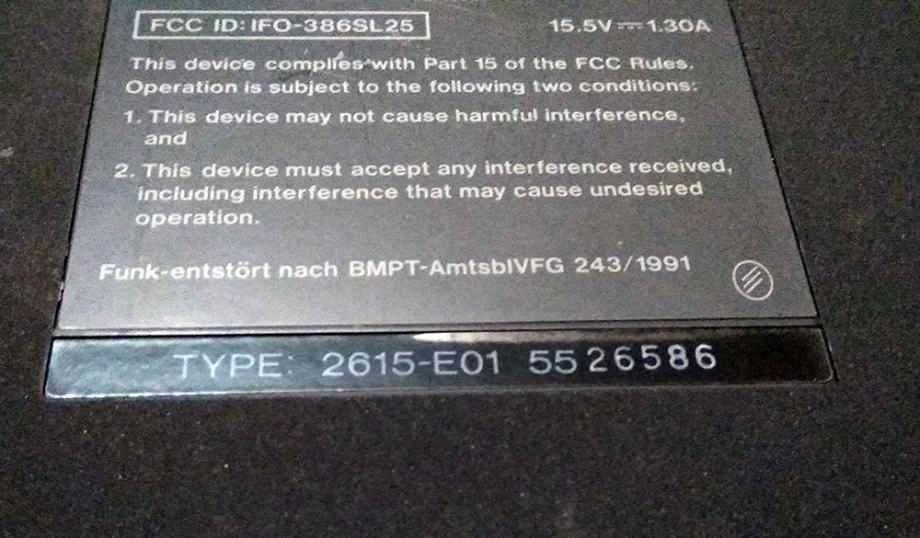 FCC ID: IFO-386SL25
15.5V⎓1.30A
This device complies with Part 15 of the FCC Rules.
Operation is subject to the following two conditions:
1. This device may not cause harmful interference,
and
2. This device must accept any interference received,
including interference that may cause undesired
operation.
Funk-entstört nach BMPT-AmtsblVFG 243/1991
TYPE: 2615-E01 5526586